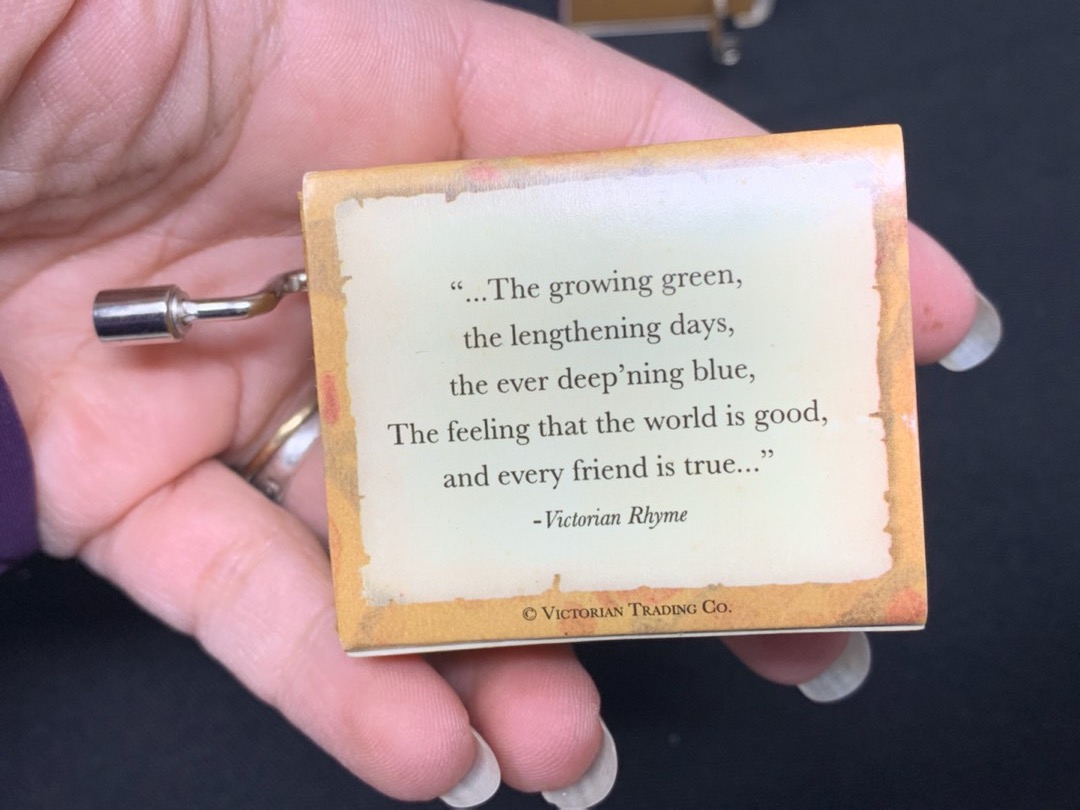 “...The growing green,
the lengthening days,
the ever deep’ning blue,
The feeling that the world is good,
and every friend is true...”
-Victorian Rhyme
© VICTORIAN TRADING CO.